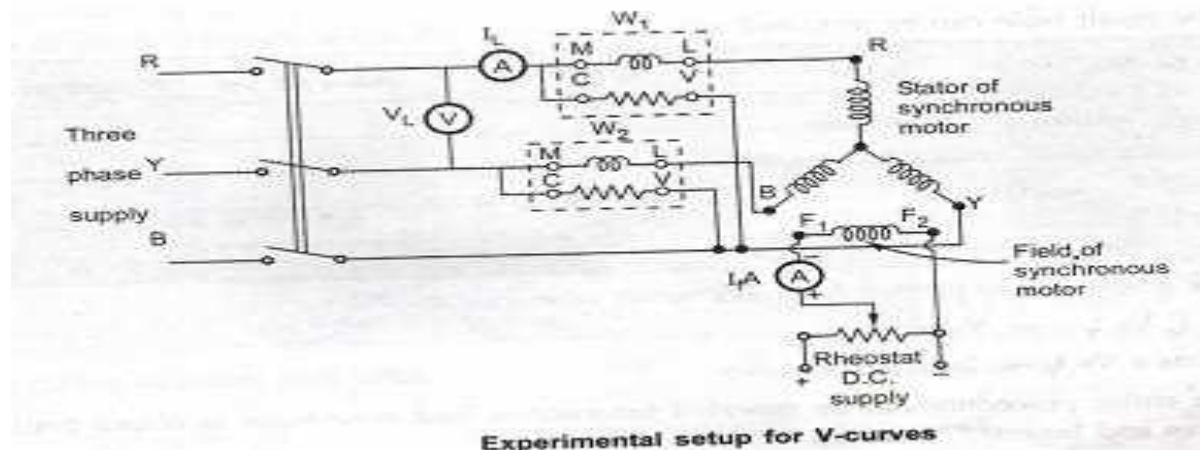 W1
IL
M
L
R
R
A
C
V
VL
V
Stator of
synchronous
motor
W2
Three
phase
supply
Y
M
L
C
V
B
Y
B
F1
F2
IfA
A
Field of
synchronous
motor
Rheostat
D.C.
supply
+
−
+
−
Experimental setup for V-curves